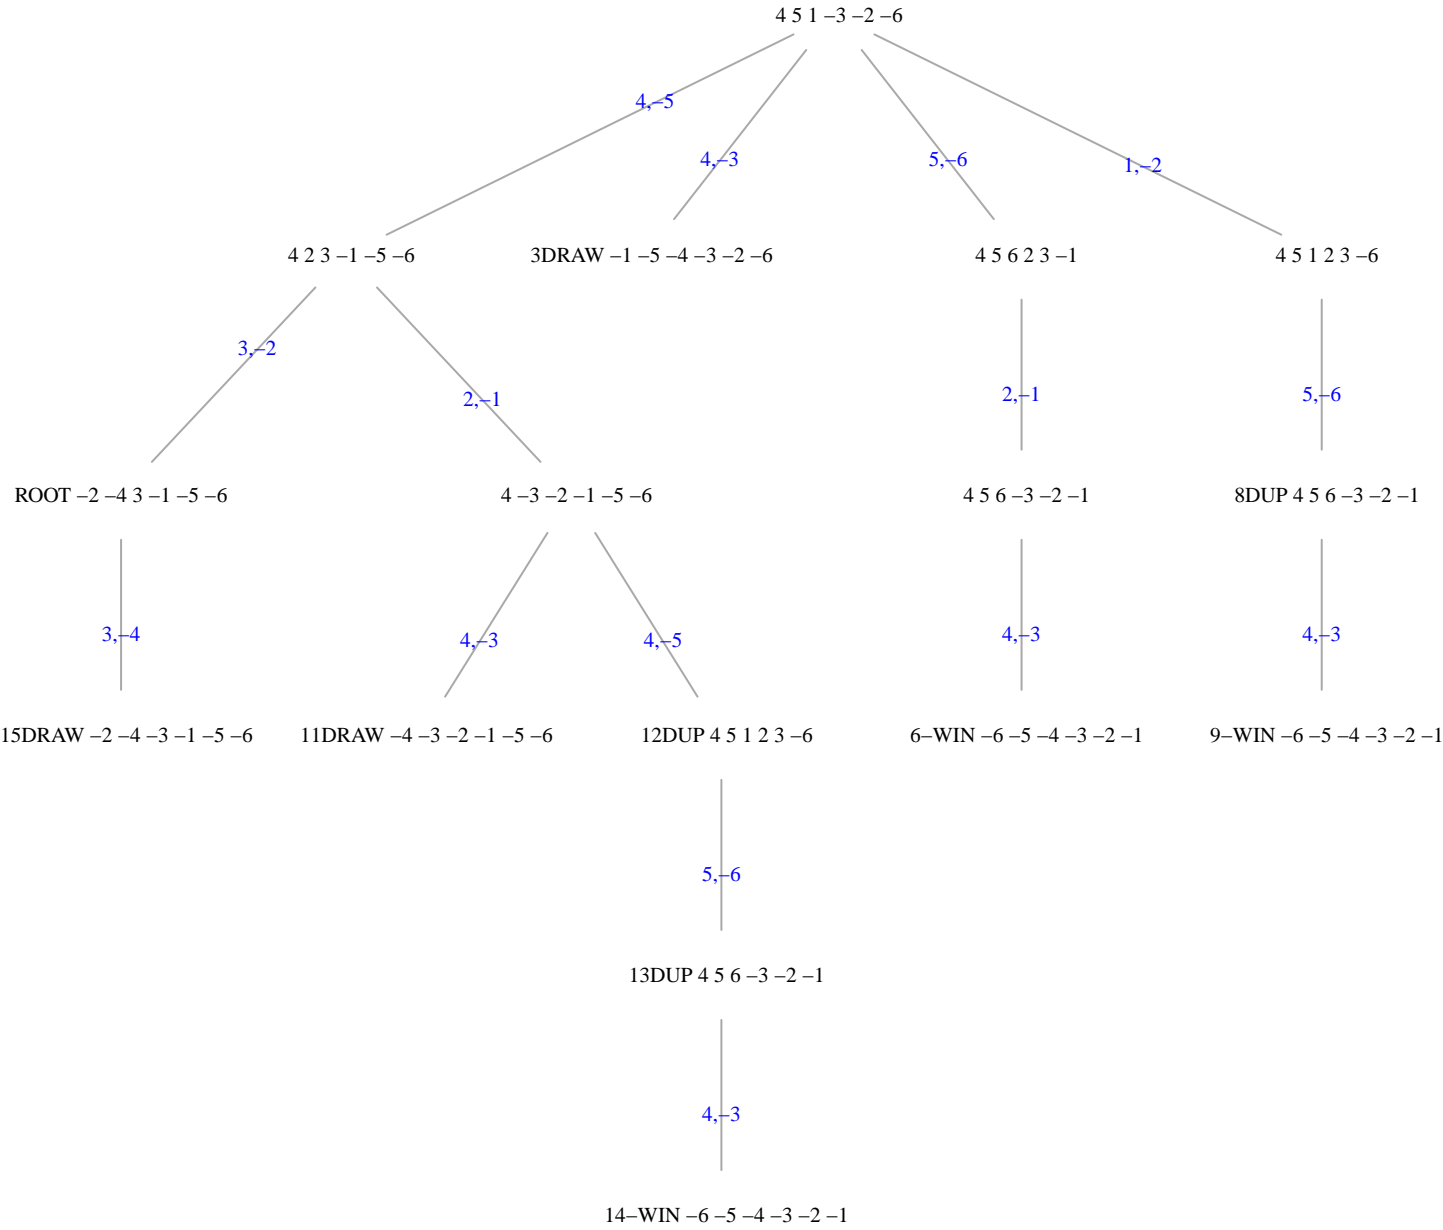 4 5 1 –3 –2 –6
4,–5
4,–3
5,–6
1,–2
4 2 3 –1 –5 –6
3DRAW –1 –5 –4 –3 –2 –6
4 5 6 2 3 –1
4 5 1 2 3 –6
3,–2
2,–1
2,–1
5,–6
ROOT –2 –4 3 –1 –5 –6
4 –3 –2 –1 –5 –6
4 5 6 –3 –2 –1
8DUP 4 5 6 –3 –2 –1
3,–4
4,–3
4,–5
4,–3
4,–3
15DRAW –2 –4 –3 –1 –5 –6
11DRAW –4 –3 –2 –1 –5 –6
12DUP 4 5 1 2 3 –6
6–WIN –6 –5 –4 –3 –2 –1
9–WIN –6 –5 –4 –3 –2 –1
5,–6
13DUP 4 5 6 –3 –2 –1
4,–3
14–WIN –6 –5 –4 –3 –2 –1